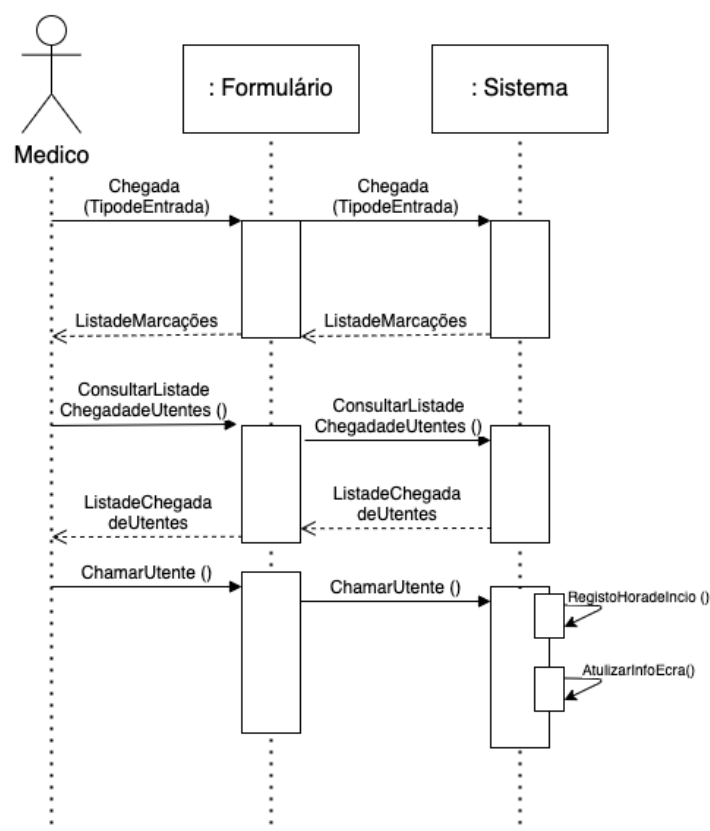 : Formulário
: Sistema
Medico
Chegada
(TipodeEntrada)
Chegada
(TipodeEntrada)
ListadeMarcações
ListadeMarcações
ConsultarListade
ChegadadeUtentes ()
ConsultarListade
ChegadadeUtentes ()
ListadeChegada
deUtentes
ListadeChegada
deUtentes
ChamarUtente ()
ChamarUtente ()
RegistoHoradeIncio ()
AtulizarInfoEcra()